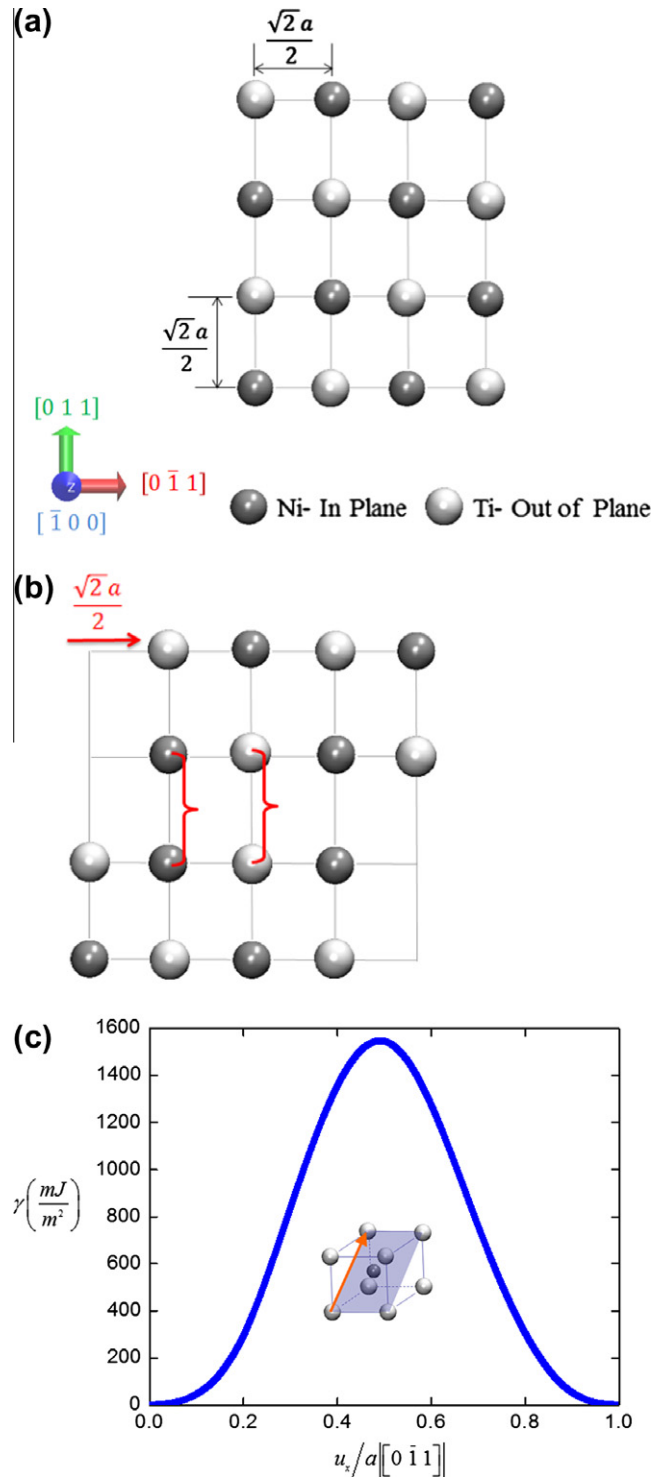 (a)
√2 a
2
√2 a
2
[0 1 1]
Z
[0 1̄ 1]
[1̄ 0 0]
Ni- In Plane
Ti- Out of Plane
(b)
√2 a
2
(c)
1600
1400
1200
1000
800
600
400
200
0
γ(mJ/m²)
0.0 0.2 0.4 0.6 0.8 1.0
uₓ/a|[0 1̄ 1]|